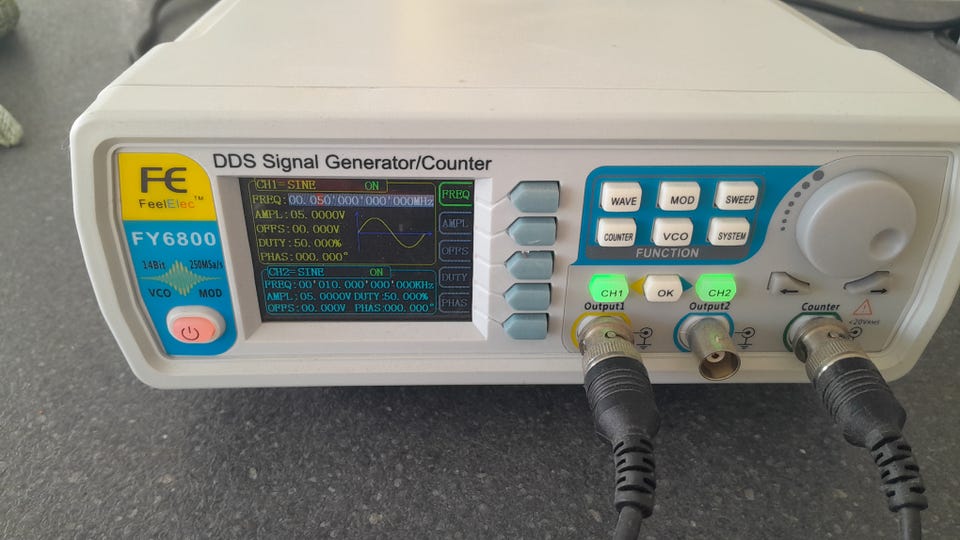 DDS Signal Generator/Counter
FE
FeelElec™
FY6800
14Bit 250MSa/s
VCO MOD
CH1=SINE ON
FREQ:00.050'000'000'000MHz
AMPL:05.0000V
OFFS:00.000V
DUTY:50.000%
PHAS:000.000°
CH2=SINE ON
FREQ:00'010.000'000'000KHz
AMPL:05.0000V DUTY:50.000%
OFFS:00.000V PHAS:000.000°
FREQ
AMPL
OFFS
DUTY
PHAS
WAVE MOD SWEEP
COUNTER VCO SYSTEM
FUNCTION
CH1 OK CH2
Output1 Output2 Counter
<20VRMS